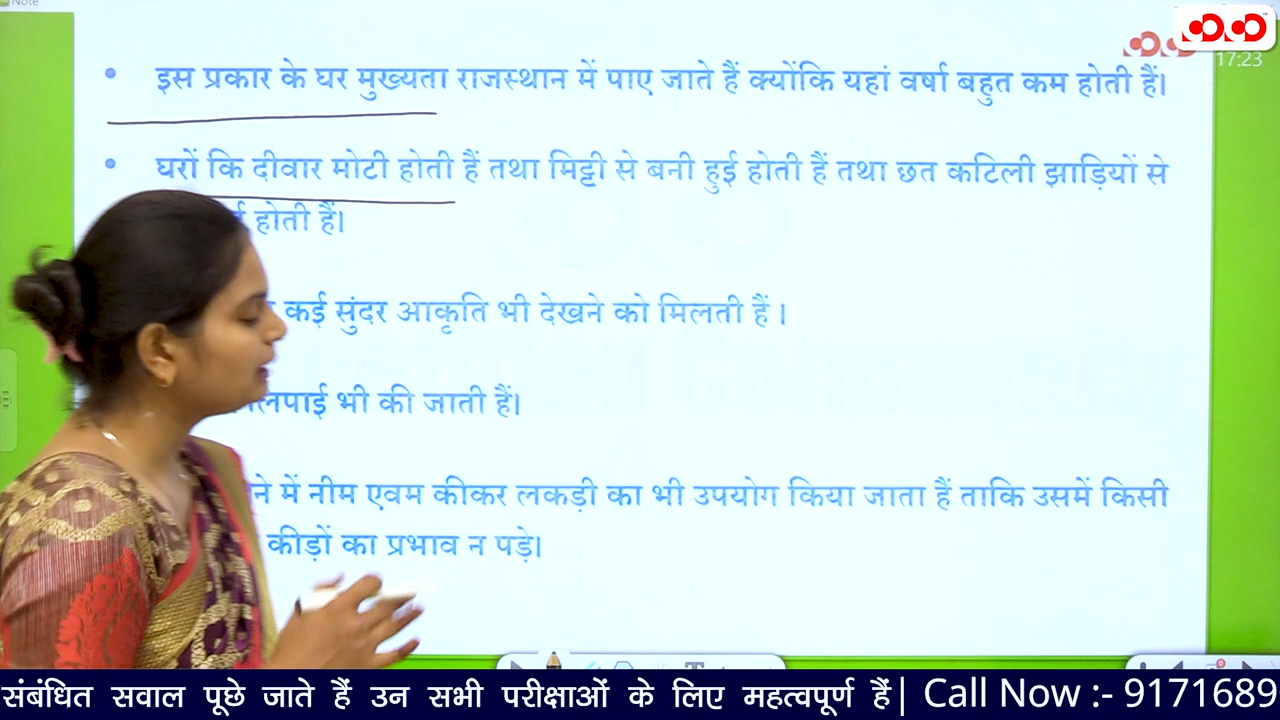 Note
17:23
इस प्रकार के घर मुख्यता राजस्थान में पाए जाते हैं क्योंकि यहां वर्षा बहुत कम होती हैं।
घरों कि दीवार मोटी होती हैं तथा मिट्टी से बनी हुई होती हैं तथा छत कटिली झाड़ियों से
होती हैं।
कई सुंदर आकृति भी देखने को मिलती हैं ।
भी की जाती हैं।
में नीम एवम कीकर लकड़ी का भी उपयोग किया जाता हैं ताकि उसमें किसी
कीड़ों का प्रभाव न पड़े।
संबंधित सवाल पूछे जाते हैं उन सभी परीक्षाओं के लिए महत्वपूर्ण हैं| Call Now :- 9171689